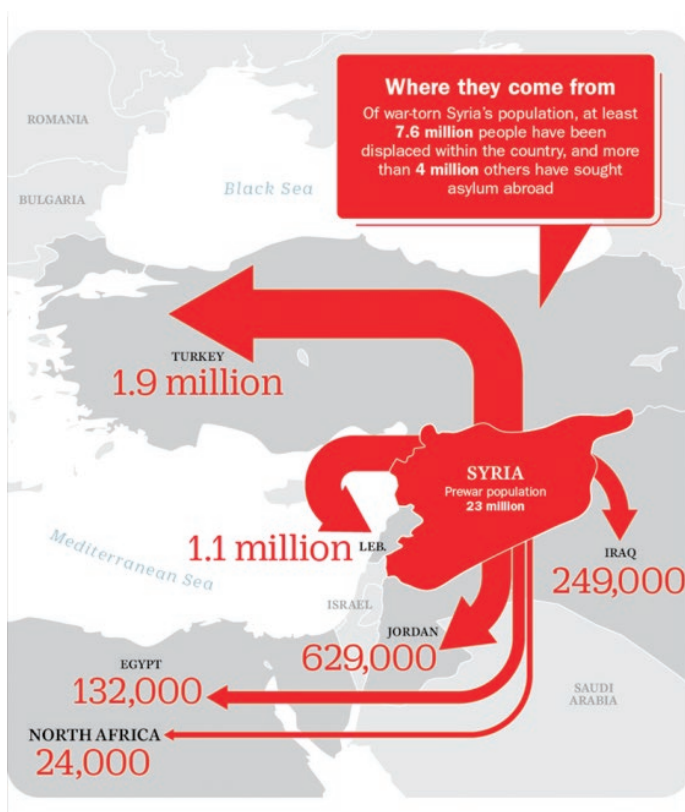 Where they come from
Of war-torn Syria's population, at least
7.6 million people have been
displaced within the country, and more
than 4 million others have sought
asylum abroad
ROMANIA
BULGARIA
Black Sea
TURKEY
1.9 million
SYRIA
Prewar population
23 million
Mediterranean Sea
1.1 million
LEB.
IRAQ
249,000
ISRAEL
JORDAN
629,000
EGYPT
132,000
SAUDI
ARABIA
NORTH AFRICA
24,000